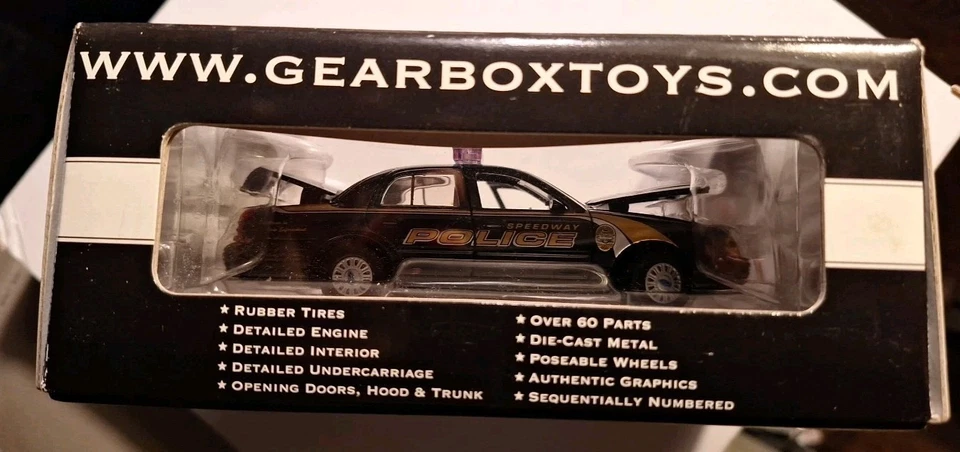 WWW.GEARBOXTOYS.COM
SPEEDWAY
POLICE
★ RUBBER TIRES
★ DETAILED ENGINE
★ DETAILED INTERIOR
★ DETAILED UNDERCARRIAGE
★ OPENING DOORS, HOOD & TRUNK
★ OVER 60 PARTS
★ DIE-CAST METAL
★ POSEABLE WHEELS
★ AUTHENTIC GRAPHICS
★ SEQUENTIALLY NUMBERED